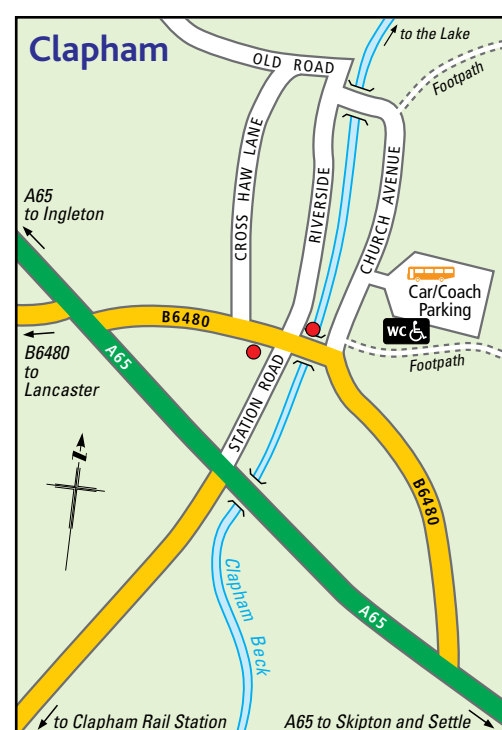 Clapham
to the Lake
OLD ROAD
Footpath
CROSS HAW LANE
RIVERSIDE
CHURCH AVENUE
A65
to Ingleton
Car/Coach
Parking
WC
B6480
Footpath
B6480
to
Lancaster
A65
STATION ROAD
B6480
Clapham Beck
A65
to Clapham Rail Station
A65 to Skipton and Settle